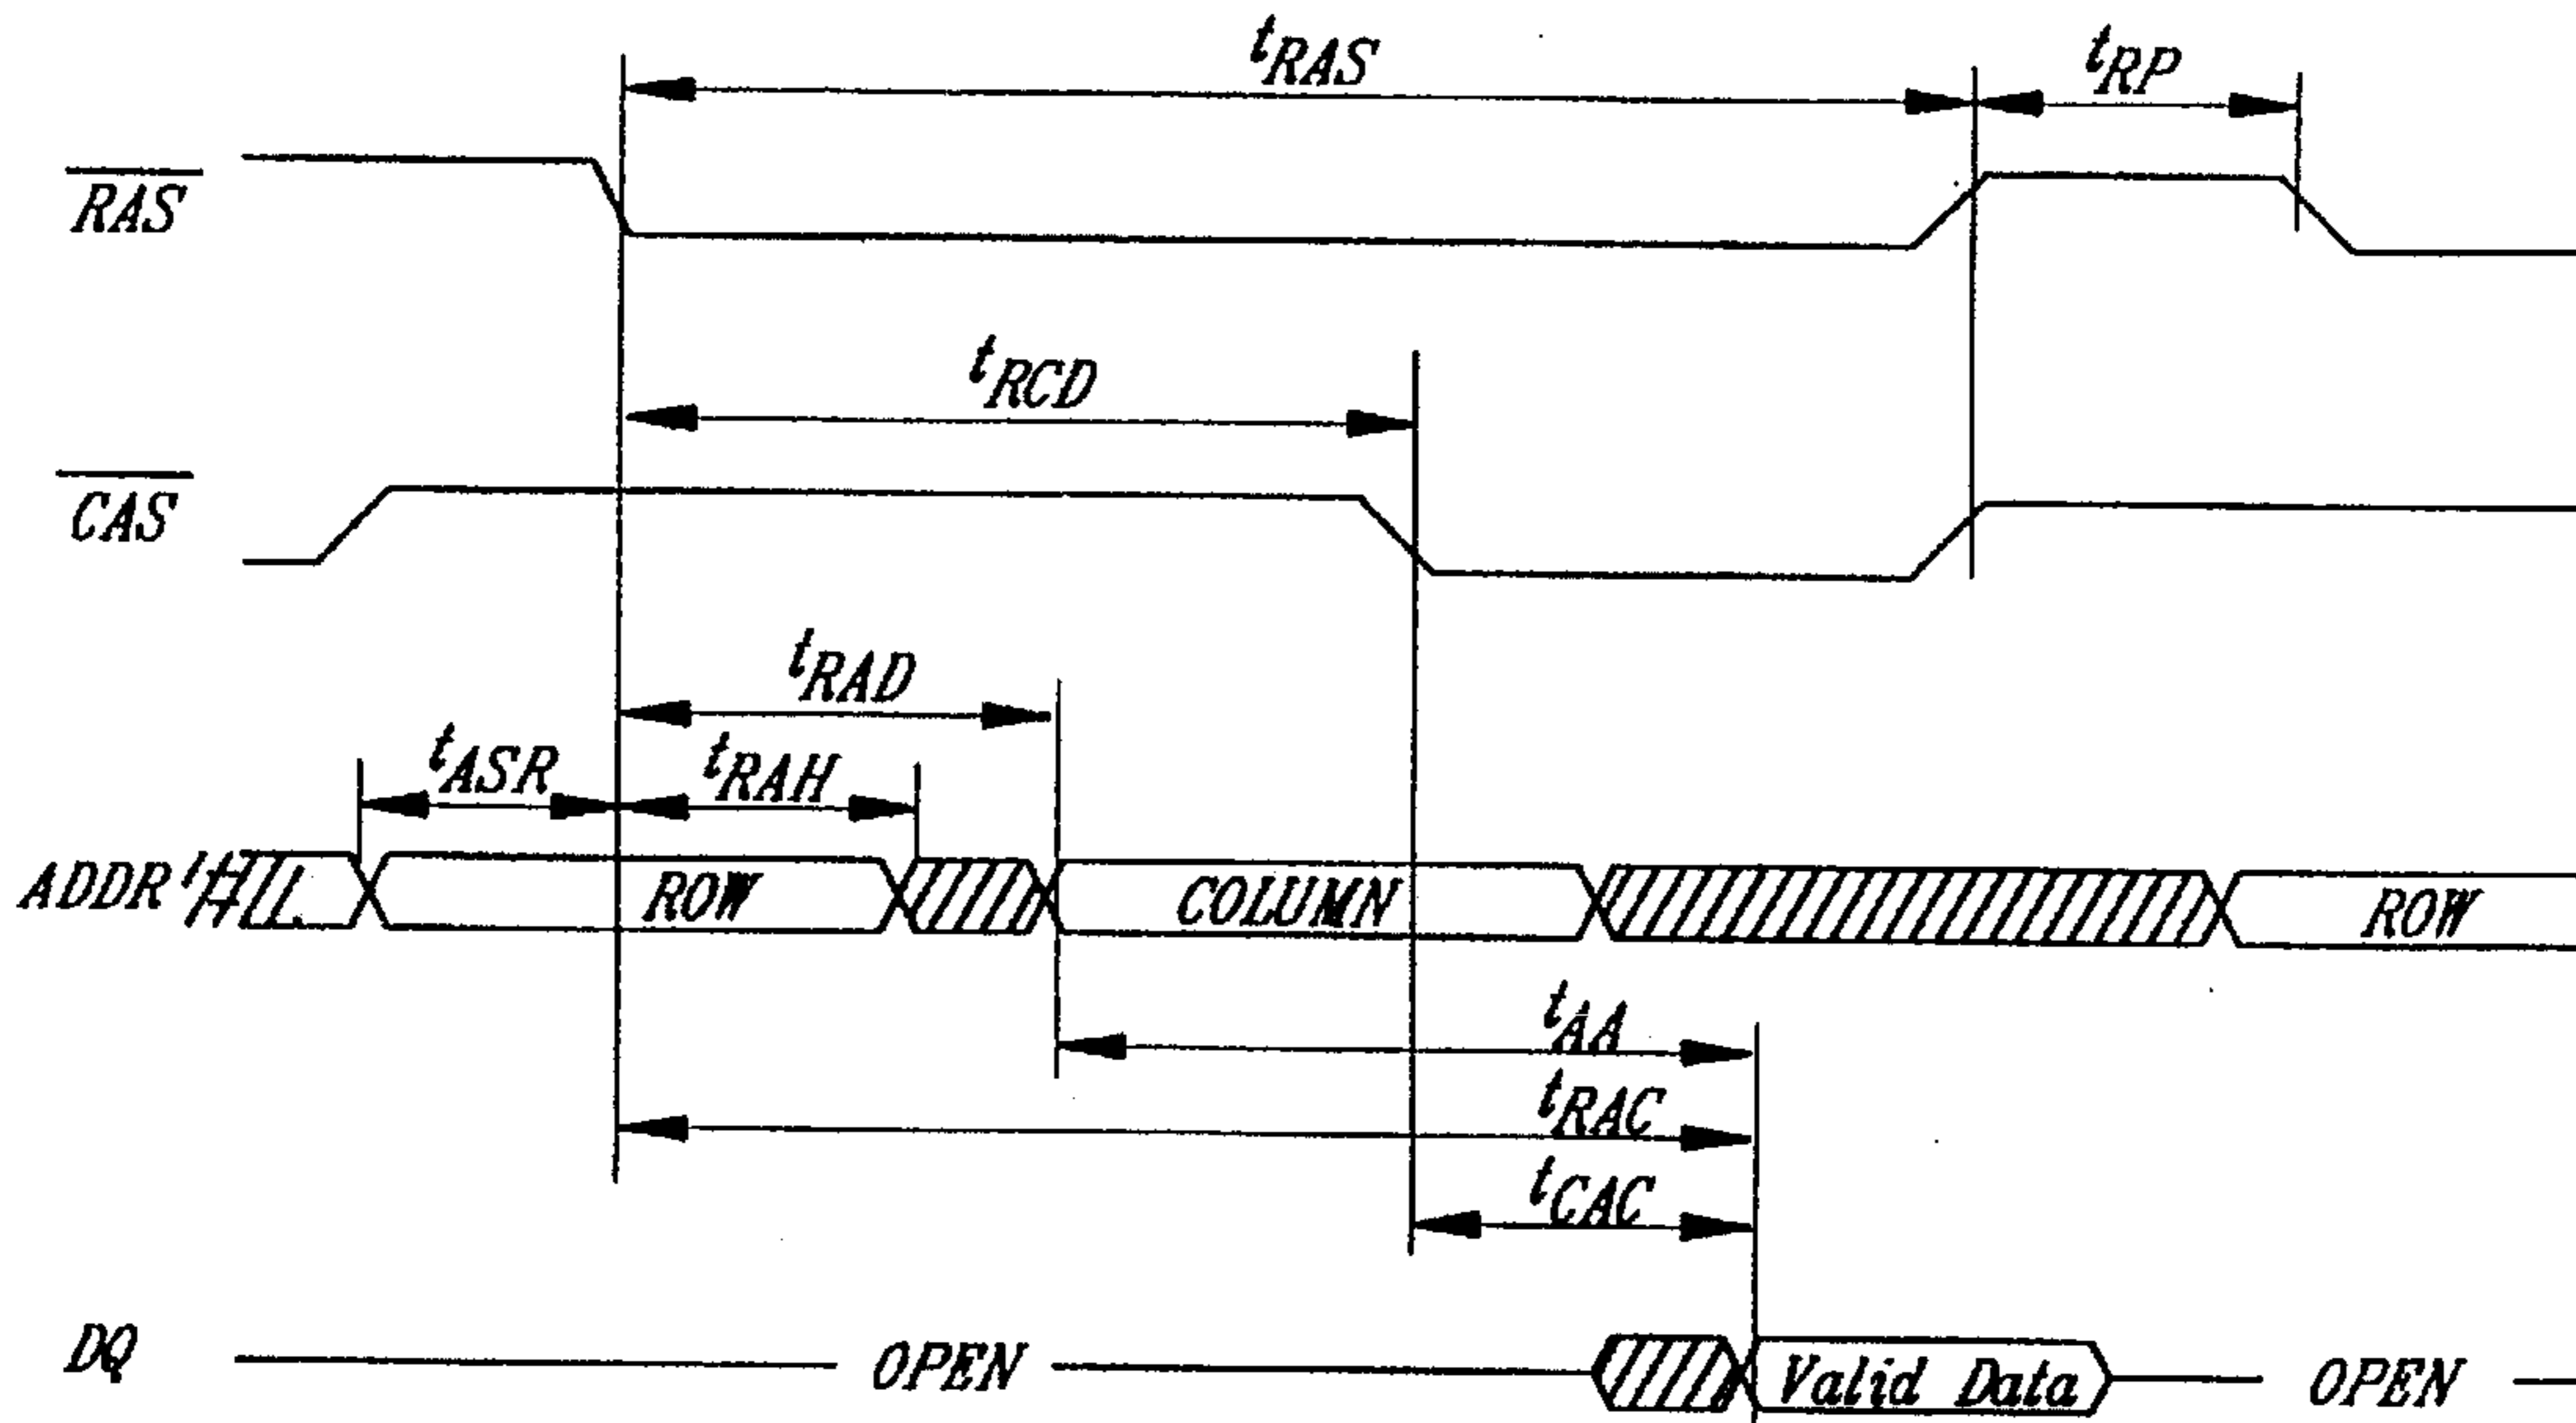 tRAS
tRP
RAS
tRCD
CAS
tRAD
tASR
tRAH
ADDR
ROW
COLUMN
ROW
tAA
tRAC
tCAC
DQ
OPEN
Valid Data
OPEN